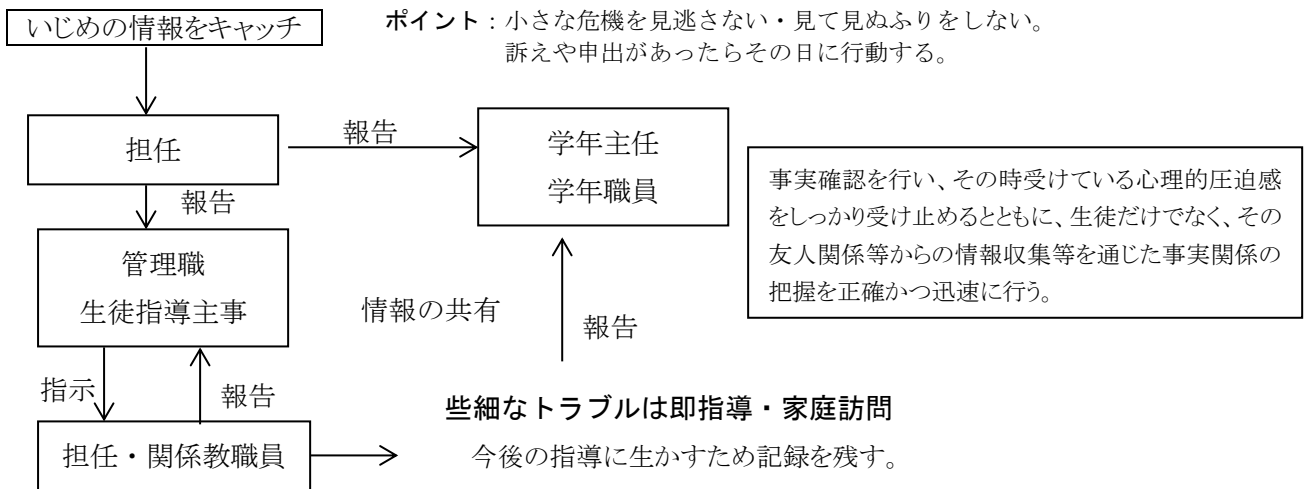 いじめの情報をキャッチ
ポイント：小さな危機を見逃さない・見て見ぬふりをしない。
訴えや申出があったらその日に行動する。
担任
報告
学年主任
学年職員
事実確認を行い、その時受けている心理的圧迫感
をしっかり受け止めるとともに、生徒だけでなく、その
友人関係等からの情報収集等を通じた事実関係の
把握を正確かつ迅速に行う。
報告
管理職
生徒指導主事
情報の共有
報告
指示
報告
些細なトラブルは即指導・家庭訪問
担任・関係教職員
今後の指導に生かすため記録を残す。